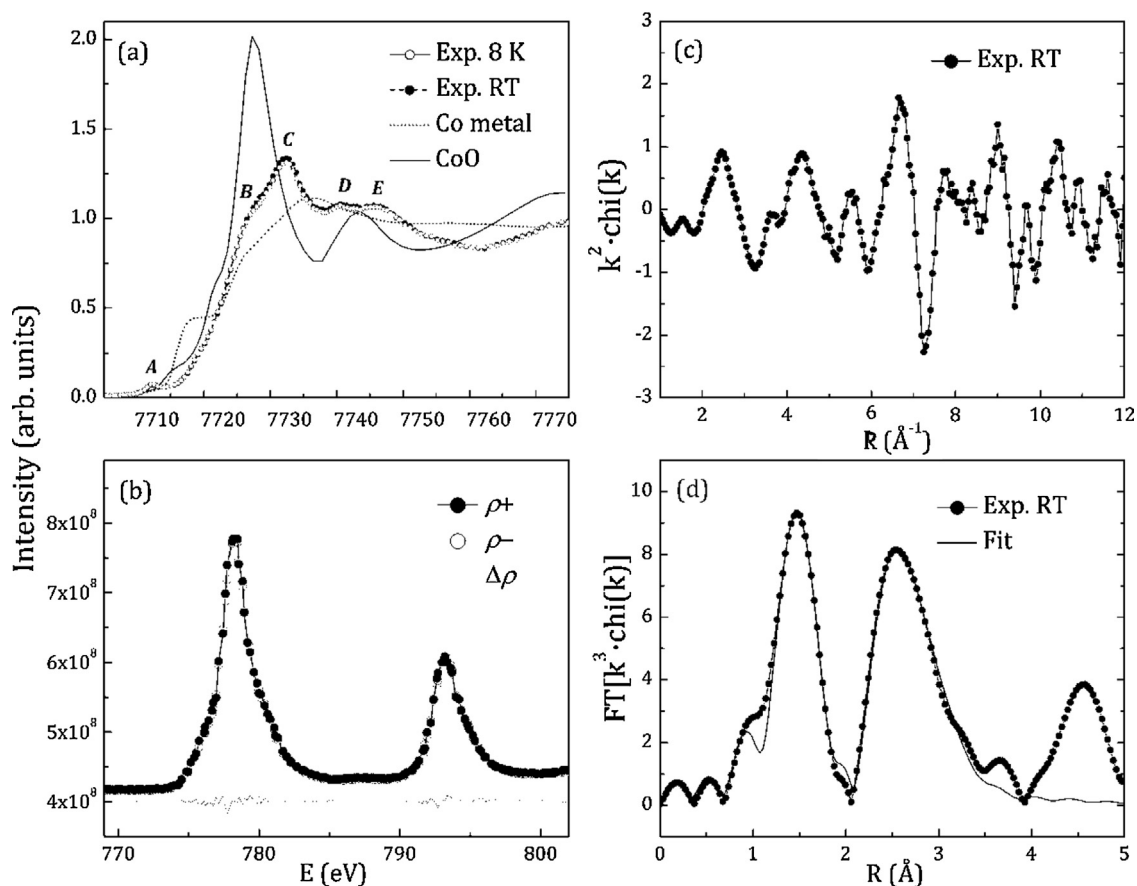 Intensity (arb. units)
(a)
Exp. 8 K
Exp. RT
Co metal
CoO
A
B
C
D
E
2.0
1.5
1.0
0.5
0.0
7710 7720 7730 7740 7750 7760 7770
(b)
ρ+
ρ−
Δρ
8x10⁸
7x10⁸
6x10⁸
5x10⁸
4x10⁸
770 780 790 800
E (eV)
(c)
Exp. RT
k²·chi(k)
3
2
1
0
-1
-2
-3
2 4 6 8 10 12
R (Å⁻¹)
(d)
Exp. RT
Fit
FT[k³·chi(k)]
10
8
6
4
2
0
0 1 2 3 4 5
R (Å)